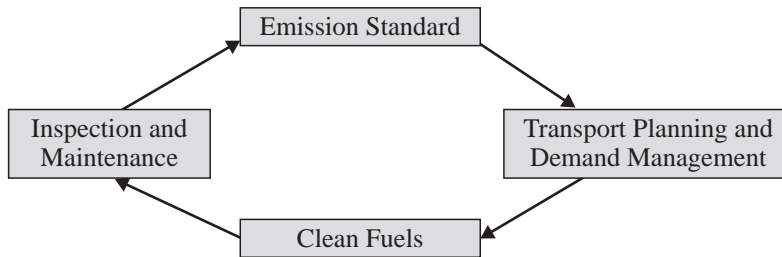 Emission Standard
Inspection and
Maintenance
Transport Planning and
Demand Management
Clean Fuels